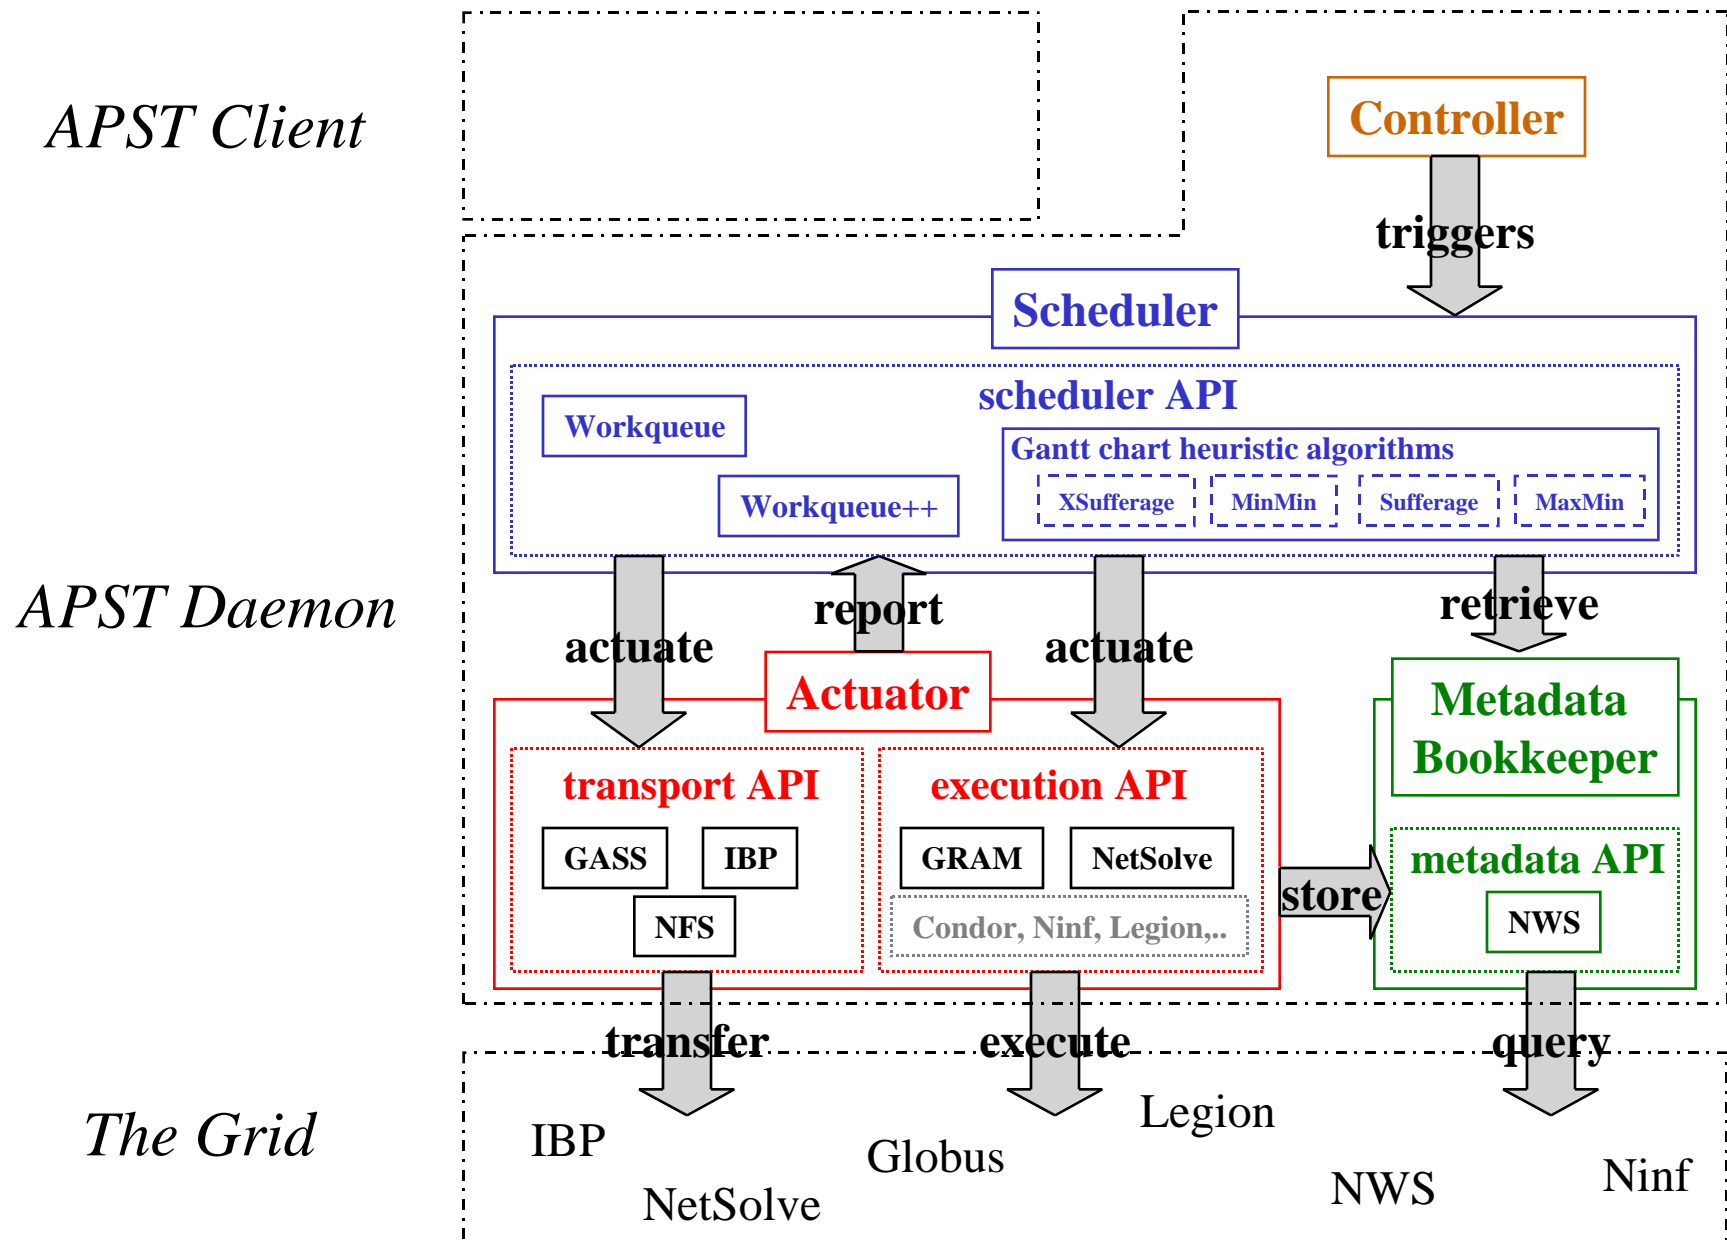 APST Client
Controller
triggers
Scheduler
scheduler API
Workqueue
Gantt chart heuristic algorithms
Workqueue++
XSufferage
MinMin
Sufferage
MaxMin
APST Daemon
actuate
report
actuate
retrieve
Actuator
Metadata
Bookkeeper
transport API
execution API
GASS
IBP
GRAM
NetSolve
metadata API
store
NFS
Condor, Ninf, Legion,..
NWS
transfer
execute
query
The Grid
IBP
NetSolve
Globus
Legion
NWS
Ninf